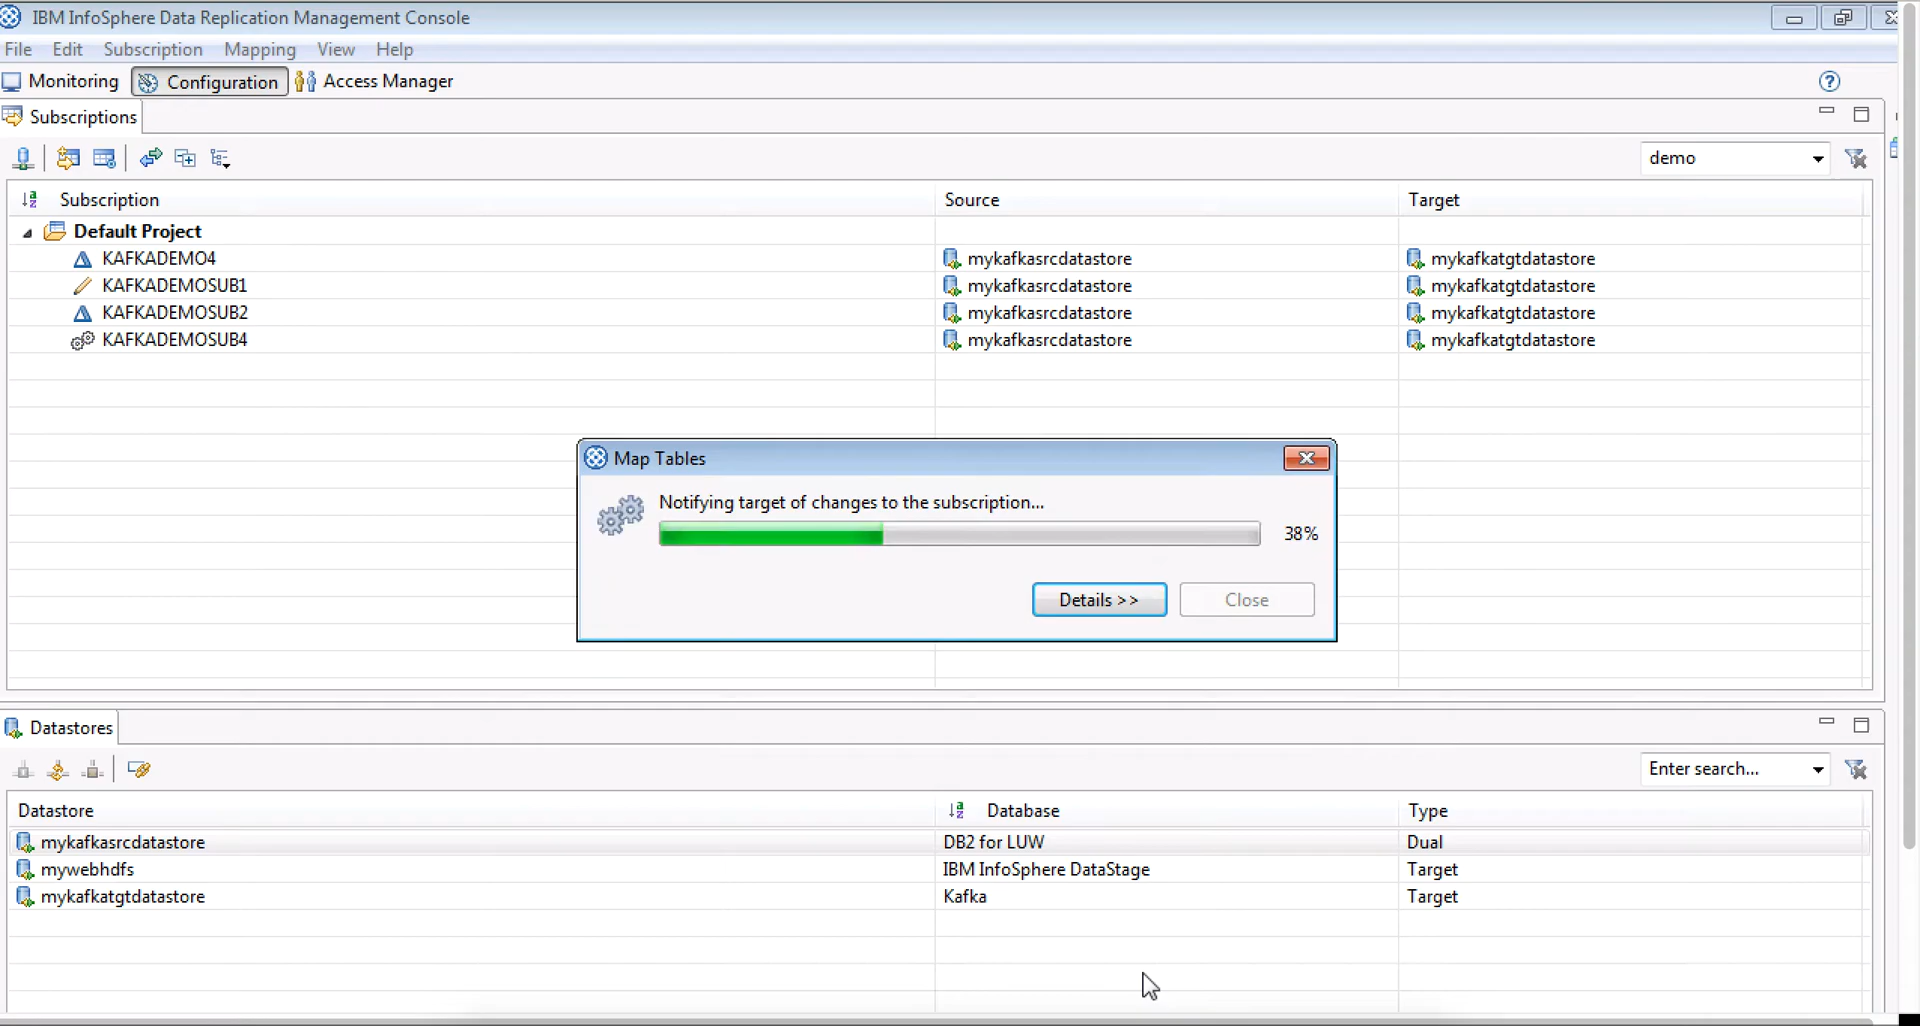 IBM InfoSphere Data Replication Management Console
File Edit Subscription Mapping View Help
Monitoring Configuration Access Manager
Subscriptions
demo
Subscription Source Target
Default Project
KAFKADEMO4 mykafkasrcdatastore mykafkatgtdatastore
KAFKADEMOSUB1 mykafkasrcdatastore mykafkatgtdatastore
KAFKADEMOSUB2 mykafkasrcdatastore mykafkatgtdatastore
KAFKADEMOSUB4 mykafkasrcdatastore mykafkatgtdatastore
Map Tables
Notifying target of changes to the subscription...
38%
Details >> Close
Datastores
Enter search...
Datastore Database Type
mykafkasrcdatastore DB2 for LUW Dual
mywebhdfs IBM InfoSphere DataStage Target
mykafkatgtdatastore Kafka Target